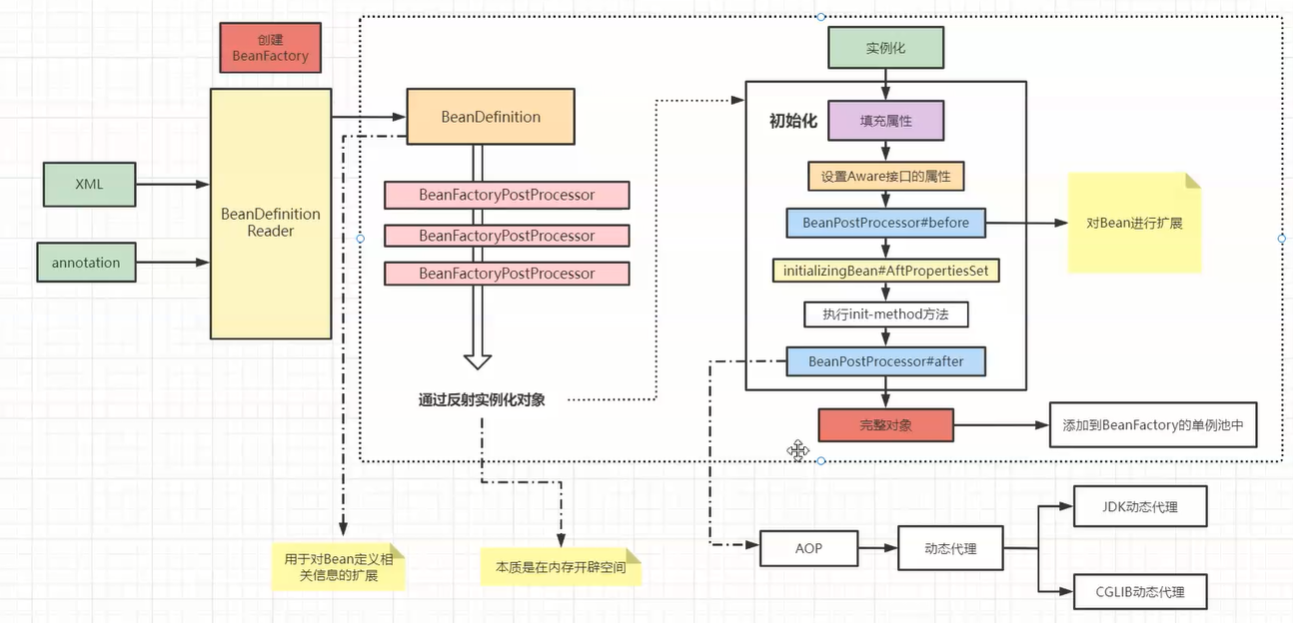 创建
BeanFactory
XML
annotation
BeanDefinition
Reader
BeanDefinition
BeanFactoryPostProcessor
BeanFactoryPostProcessor
BeanFactoryPostProcessor
通过反射实例化对象
用于对Bean定义相
关信息的扩展
本质是在内存开辟空间
实例化
初始化
填充属性
设置Aware接口的属性
BeanPostProcessor#before
对Bean进行扩展
initializingBean#AftPropertiesSet
执行init-method方法
BeanPostProcessor#after
完整对象
添加到BeanFactory的单例池中
AOP
动态代理
JDK动态代理
CGLIB动态代理